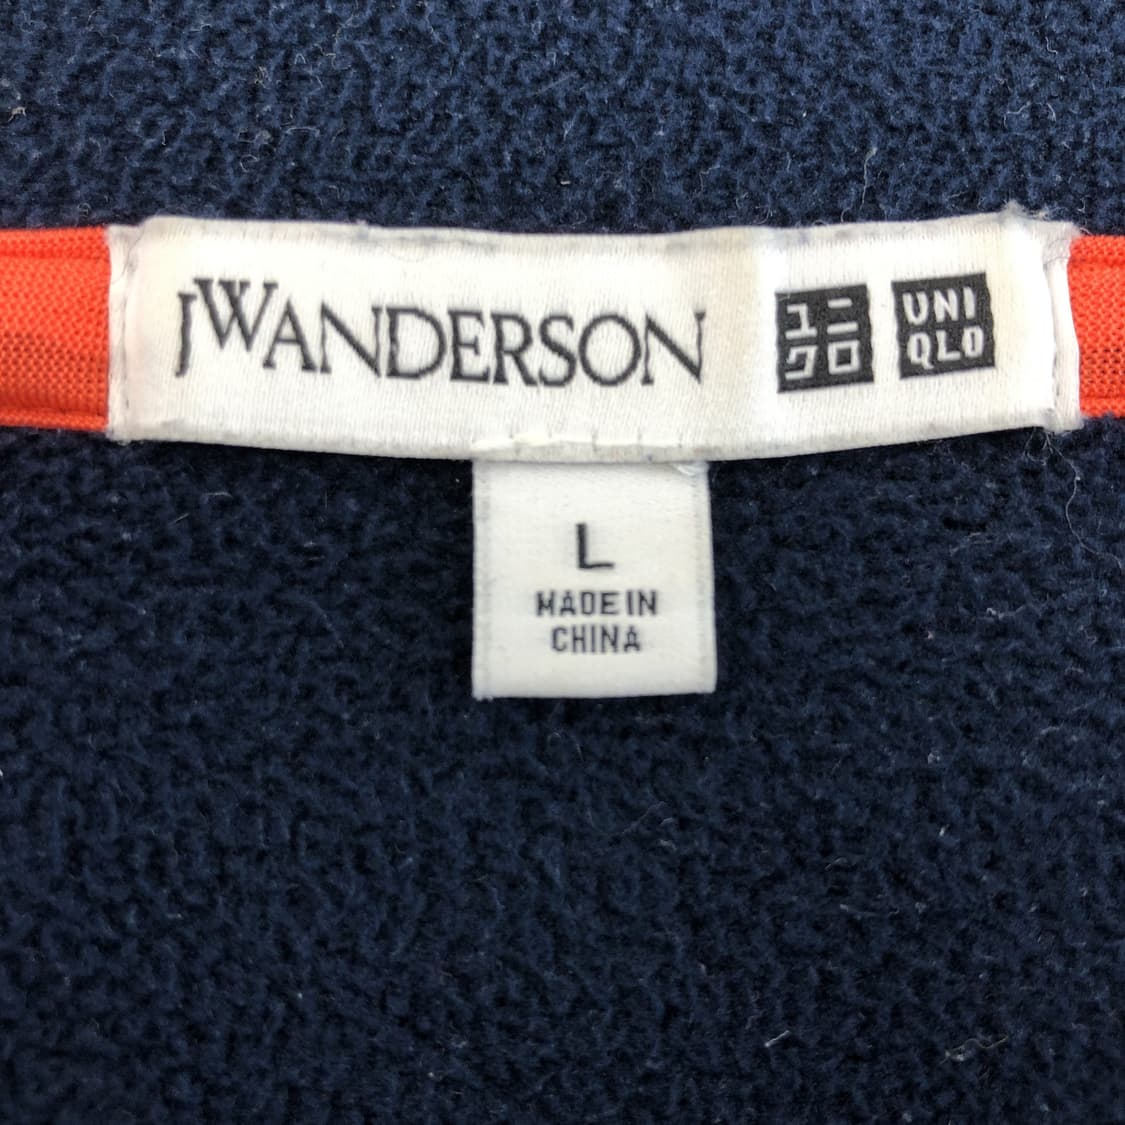 JWANDERSON
ユニ
クロ
UNI
QLO
L
MADE IN
CHINA